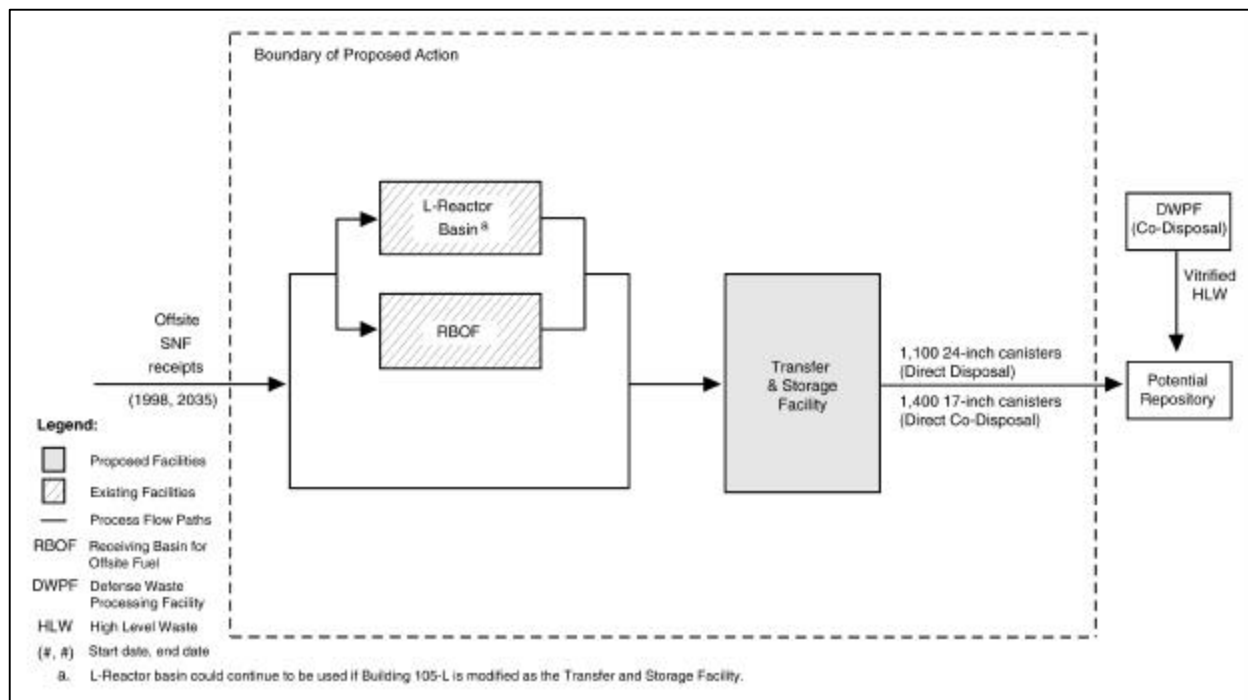 Boundary of Proposed Action
L-Reactor
Basin a
RBOF
Offsite
SNF
receipts
(1998, 2035)
Transfer
& Storage
Facility
1,100 24-inch canisters
(Direct Disposal)
1,400 17-inch canisters
(Direct Co-Disposal)
DWPF
(Co-Disposal)
Vitrified
HLW
Potential
Repository
Legend:
Proposed Facilities
Existing Facilities
Process Flow Paths
RBOF Receiving Basin for
Offsite Fuel
DWPF Defense Waste
Processing Facility
HLW High Level Waste
(#, #) Start date, end date
a. L-Reactor basin could continue to be used if Building 105-L is modified as the Transfer and Storage Facility.